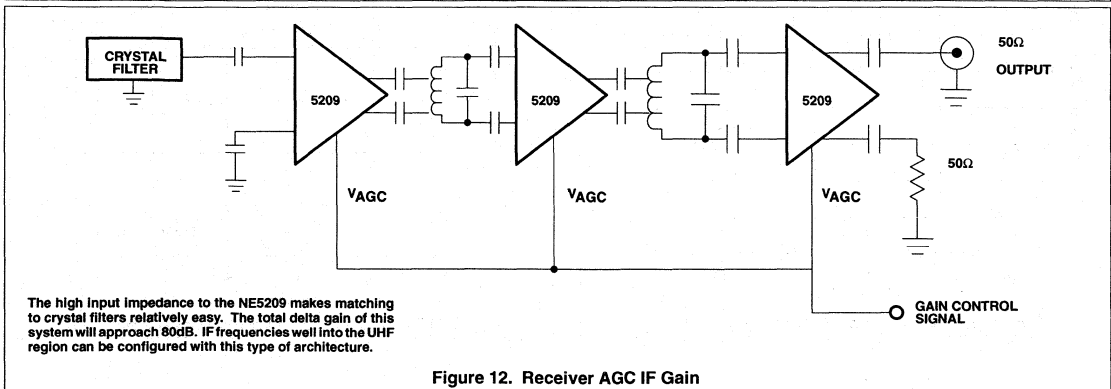 CRYSTAL
FILTER
5209
5209
5209
50Ω
OUTPUT
50Ω
VAGC
VAGC
VAGC
GAIN CONTROL
SIGNAL
The high input impedance to the NE5209 makes matching
to crystal filters relatively easy. The total delta gain of this
system will approach 80dB. IF frequencies well into the UHF
region can be configured with this type of architecture.
Figure 12. Receiver AGC IF Gain